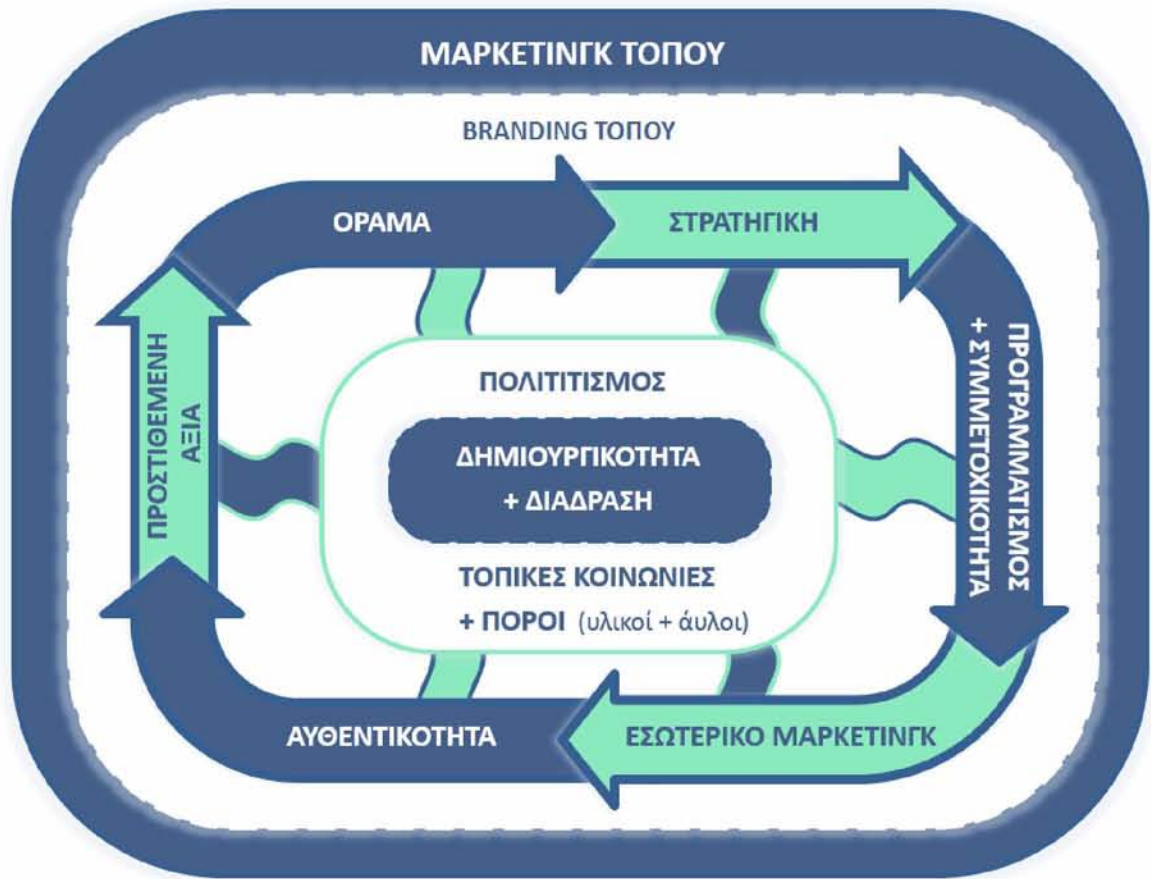 ΜΑΡΚΕΤΙΝΓΚ ΤΟΠΟΥ
BRANDING ΤΟΠΟΥ
ΟΡΑΜΑ
ΣΤΡΑΤΗΓΙΚΗ
ΠΡΟΓΡΑΜΜΑΤΙΣΜΟΣ
+ ΣΥΜΜΕΤΟΧΙΚΟΤΗΤΑ
ΕΣΩΤΕΡΙΚΟ ΜΑΡΚΕΤΙΝΓΚ
ΑΥΘΕΝΤΙΚΟΤΗΤΑ
ΠΡΟΣΤΙΘΕΜΕΝΗ
ΑΞΙΑ
ΠΟΛΙΤΙΤΙΣΜΟΣ
ΔΗΜΙΟΥΡΓΙΚΟΤΗΤΑ
+ ΔΙΑΔΡΑΣΗ
ΤΟΠΙΚΕΣ ΚΟΙΝΩΝΙΕΣ
+ ΠΟΡΟΙ (υλικοί + άυλοι)